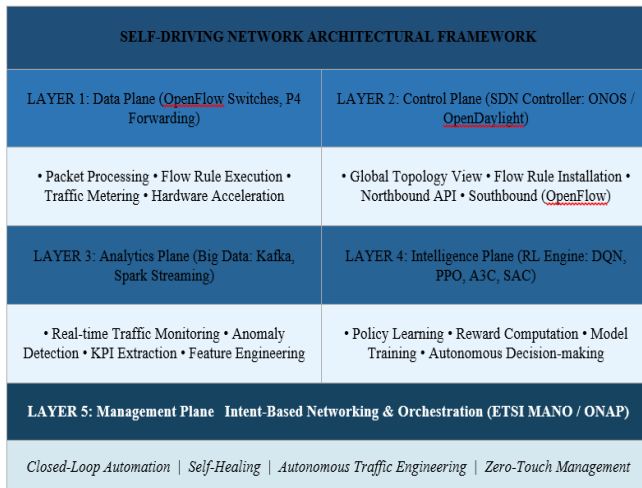 SELF-DRIVING NETWORK ARCHITECTURAL FRAMEWORK
LAYER 1: Data Plane (OpenFlow Switches, P4
Forwarding)
LAYER 2: Control Plane (SDN Controller: ONOS /
OpenDaylight)
• Packet Processing • Flow Rule Execution •
Traffic Metering • Hardware Acceleration
• Global Topology View • Flow Rule Installation •
Northbound API • Southbound (OpenFlow)
LAYER 3: Analytics Plane (Big Data: Kafka,
Spark Streaming)
LAYER 4: Intelligence Plane (RL Engine: DQN,
PPO, A3C, SAC)
• Real-time Traffic Monitoring • Anomaly
Detection • KPI Extraction • Feature Engineering
• Policy Learning • Reward Computation • Model
Training • Autonomous Decision-making
LAYER 5: Management Plane Intent-Based Networking & Orchestration (ETSI MANO / ONAP)
Closed-Loop Automation | Self-Healing | Autonomous Traffic Engineering | Zero-Touch Management